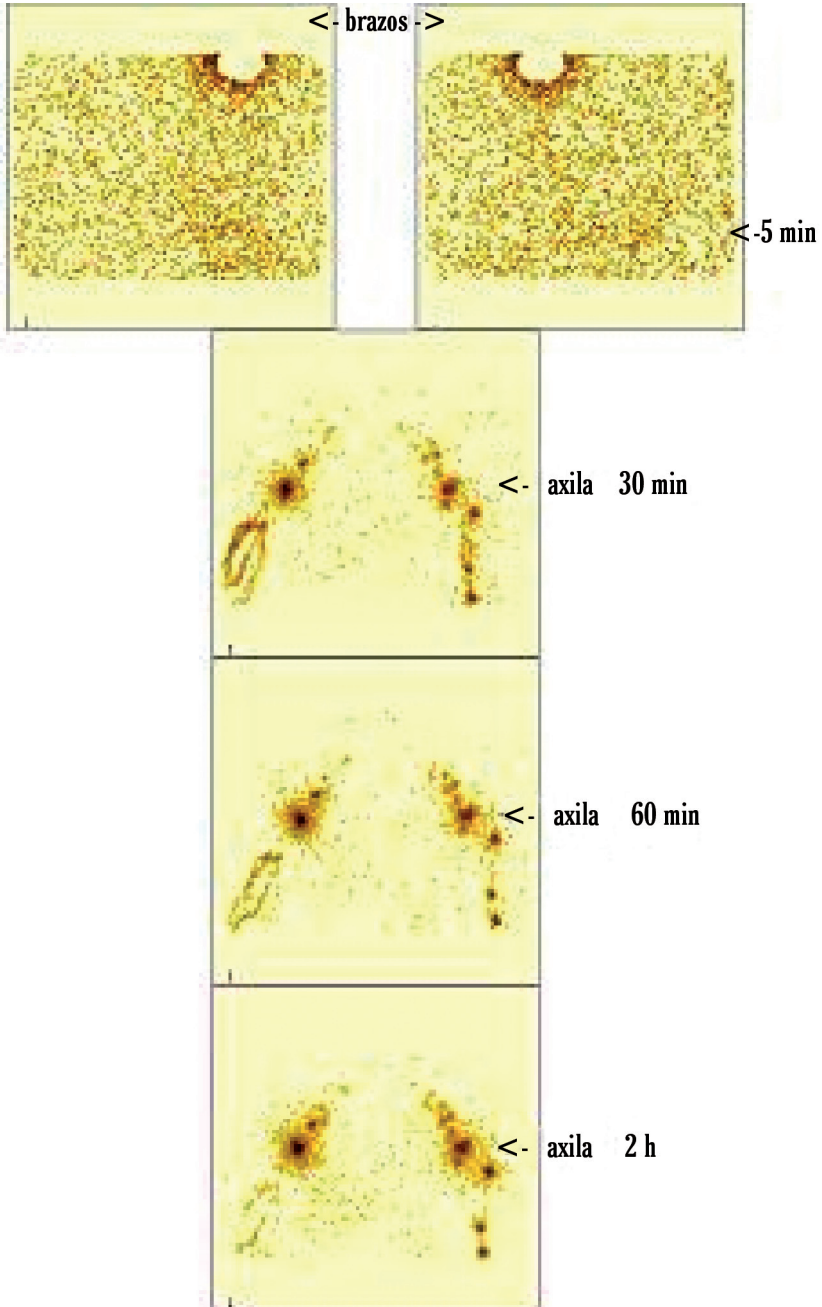 <- brazos ->
<-5 min
<- axila 30 min
<- axila 60 min
<- axila 2 h